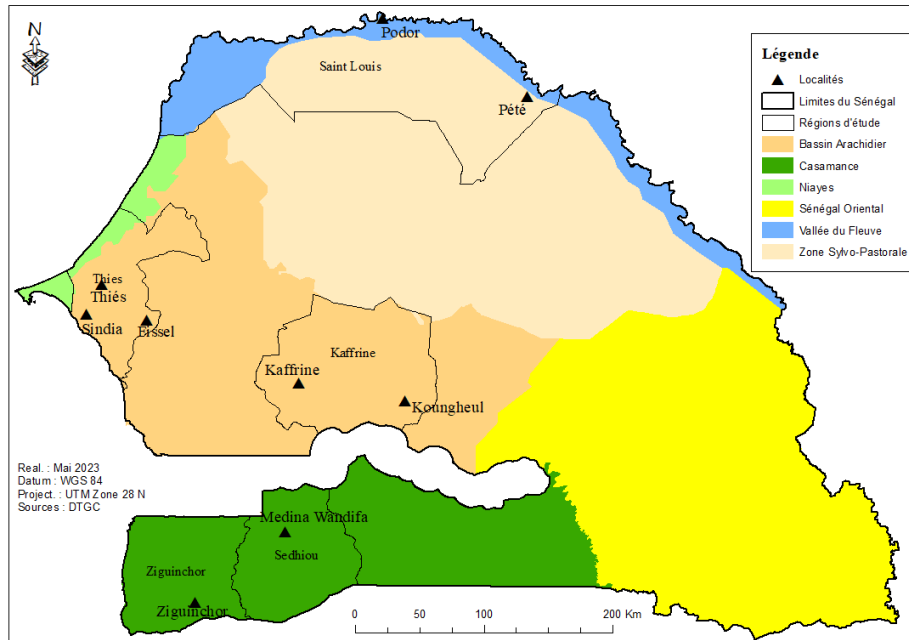 N
Podor
Saint Louis
Pété
Légende
Localités
Limites du Sénégal
Régions d'étude
Bassin Arachidier
Casamance
Niayes
Sénégal Oriental
Vallée du Fleuve
Zone Sylvo-Pastorale
Thies
Thiés
Sindia
Fissel
Kaffrine
Kaffrine
Koungheul
Real. : Mai 2023
Datum : WGS 84
Project. : UTM Zone 28 N
Sources : DTGC
Medina Wandifa
Sedhiou
Ziguinchor
Ziguinchor
0 50 100 200 Km